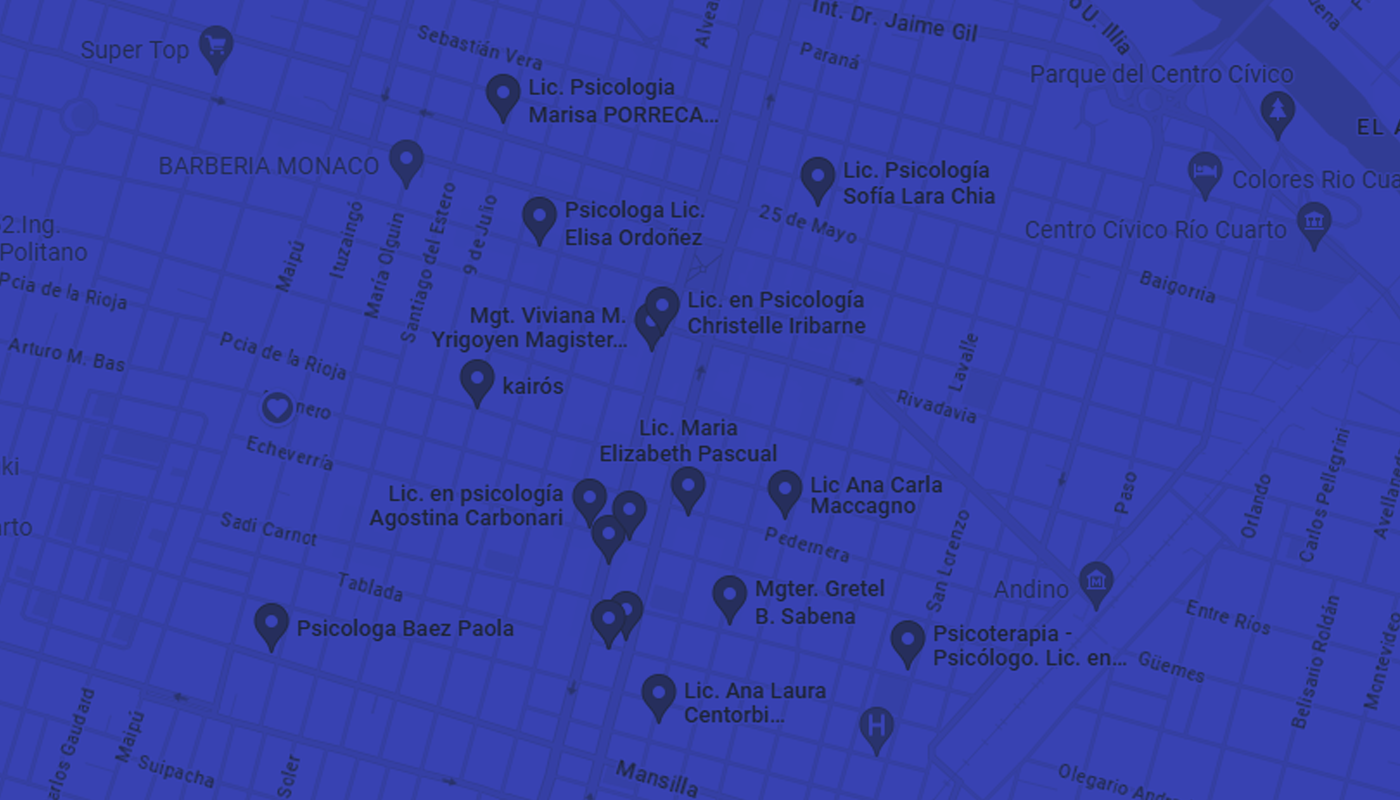 Int. Dr. Jaime Gil
U. Illia
Sebastián Vera
Super Top
Paraná
Parque del Centro Cívico
Lic. Psicologia
Marisa PORRECA...
EL
BARBERIA MONACO
Lic. Psicología
Sofía Lara Chia
Colores Rio
Psicologa Lic.
Elisa Ordoñez
25 de Mayo
Centro Cívico Río Cuarto
2.Ing.
Politano
Maipú
Ituzaingó
María Olguin
Santiago del Estero
9 de Julio
Baigorria
Pcia de la Rioja
Mgt. Viviana M.
Yrigoyen Magister...
Lic. en Psicología
Christelle Iribarne
Arturo M. Bas
Pcia de la Rioja
Lavalle
kairós
Rivadavia
Lic. Maria
Elizabeth Pascual
Echeverría
Lic. en psicología
Agostina Carbonari
Lic Ana Carla
Maccagno
Paso
Orlando
Carlos Pellegrini
Sadi Carnot
Pedernera
San Lorenzo
Tablada
Mgter. Gretel
B. Sabena
Andino
Entre Ríos
Psicologa Baez Paola
Psicoterapia -
Psicólogo. Lic. en...
Güemes
Belisario Roldán
Montevideo
Lic. Ana Laura
Centorbi...
H
Gaudard
Maipú
Suipacha
Soler
Mansilla
Olegario